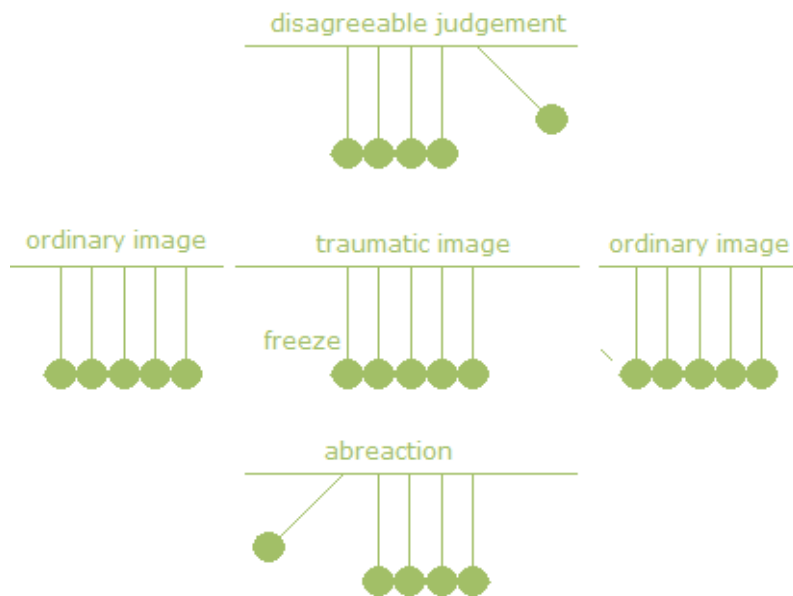 disagreeable judgement
ordinary image
traumatic image
ordinary image
freeze
abreaction